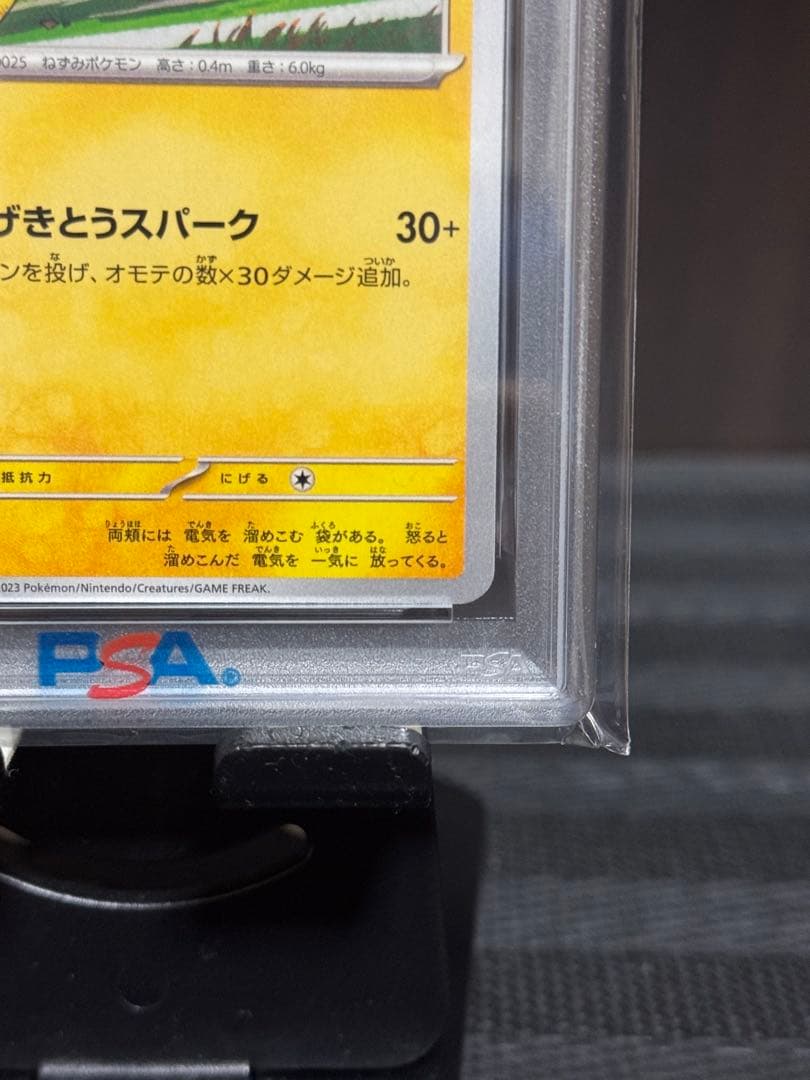 0025 ねずみポケモン 高さ:0.4m 重さ:6.0kg
げきとうスパーク 30+
ンを投げ、オモテの数×30ダメージ追加。
抵抗力 にげる
両頬には 電気を 溜めこむ 袋がある。 怒ると
溜めこんだ 電気を 一気に 放ってくる。
023 Pokémon/Nintendo/Creatures/GAME FREAK.
PSA®
PSA